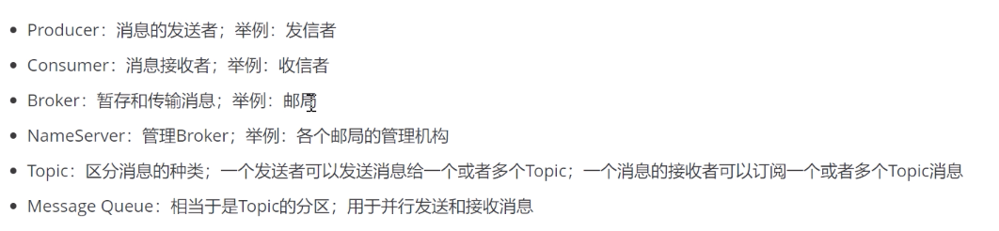 Producer：消息的发送者；举例：发信者
Consumer：消息接收者；举例：收信者
Broker：暂存和传输消息；举例：邮局
NameServer：管理Broker；举例：各个邮局的管理机构
Topic：区分消息的种类；一个发送者可以发送消息给一个或者多个Topic；一个消息的接收者可以订阅一个或者多个Topic消息
Message Queue：相当于是Topic的分区；用于并行发送和接收消息